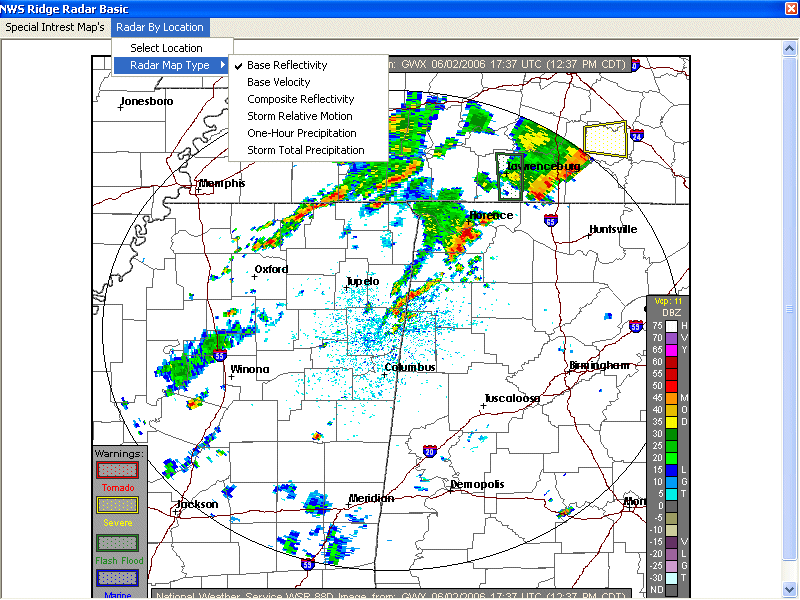 NWS Ridge Radar Basic
Special Intrest Map's Radar By Location
Select Location
Radar Map Type
Base Reflectivity
Base Velocity
Composite Reflectivity
Storm Relative Motion
One-Hour Precipitation
Storm Total Precipitation
GWX 06/02/2006 17:37 UTC (12:37 PM CDT)
Jonesboro
24
Lawrenceburg
Memphis
Florence
65
Huntsville
Oxford
Tupelo
55
Winona
Columbus
59
Birmingham
Tuscaloosa
20
Demopolis
Meridian
Jackson
Mon
59
Vcp: 11
DBZ
75 H
70 V
65 Y
60
55
50
45 M
40 O
35 D
30
25
20
15 L
10 G
5 T
0
-5
-10
-15 V
-20 L
-25 G
-30 T
ND
Warnings:
Tornado
Severe
Flash Flood
Marine
National Weather Service WSR 88D Image from: GWX 06/02/2006 17:37 UTC (12:37 PM CDT)